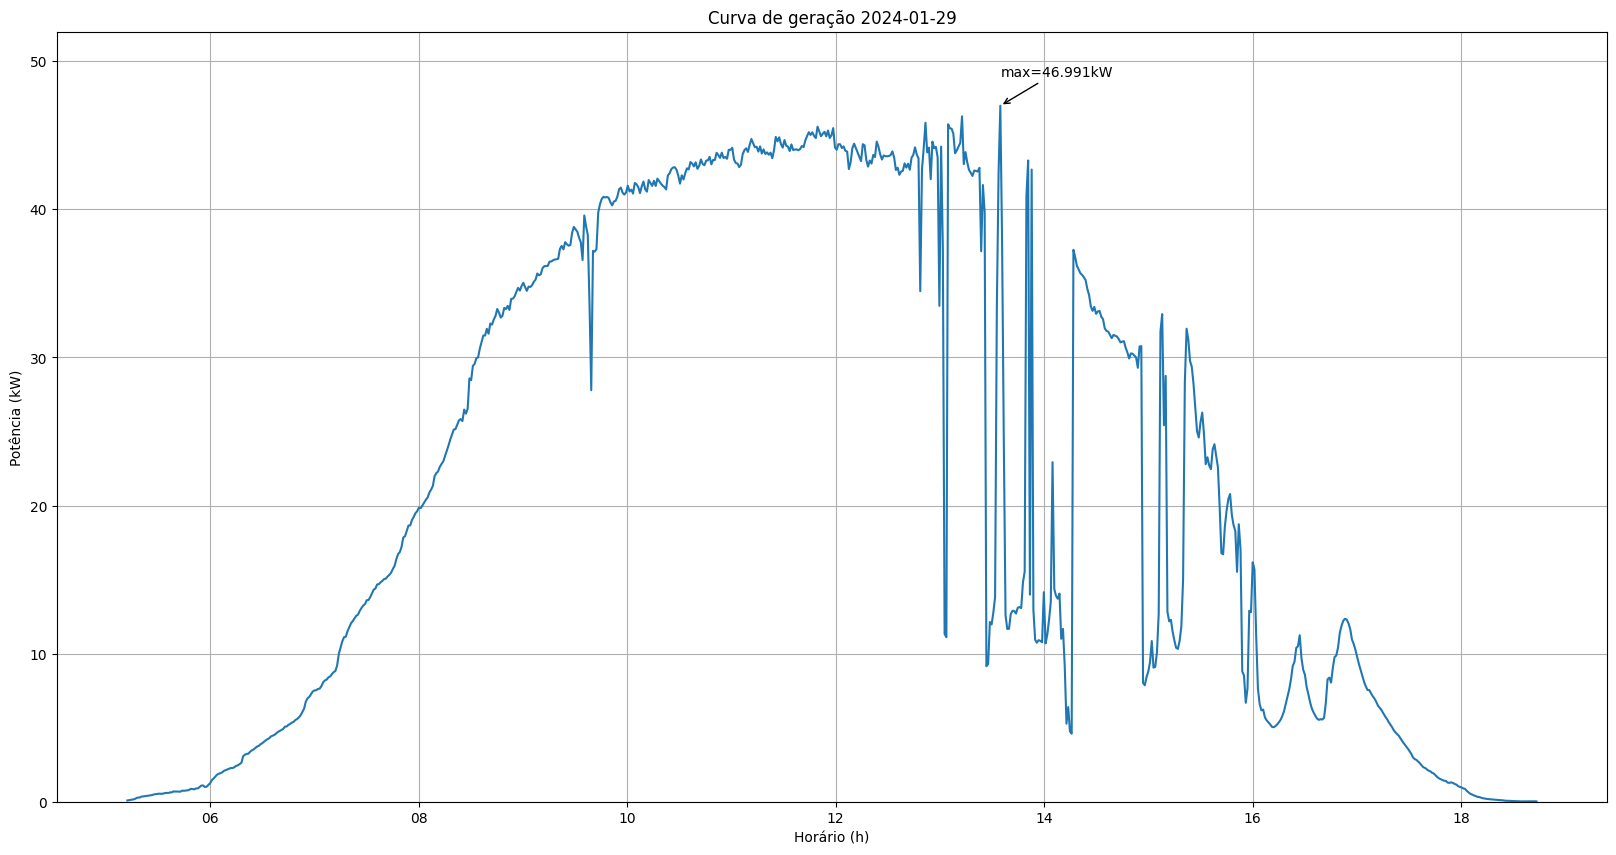 Curva de geração 2024-01-29
max=46.991kW
Potência (kW)
50
40
30
20
10
0
06 08 10 12 14 16 18
Horário (h)